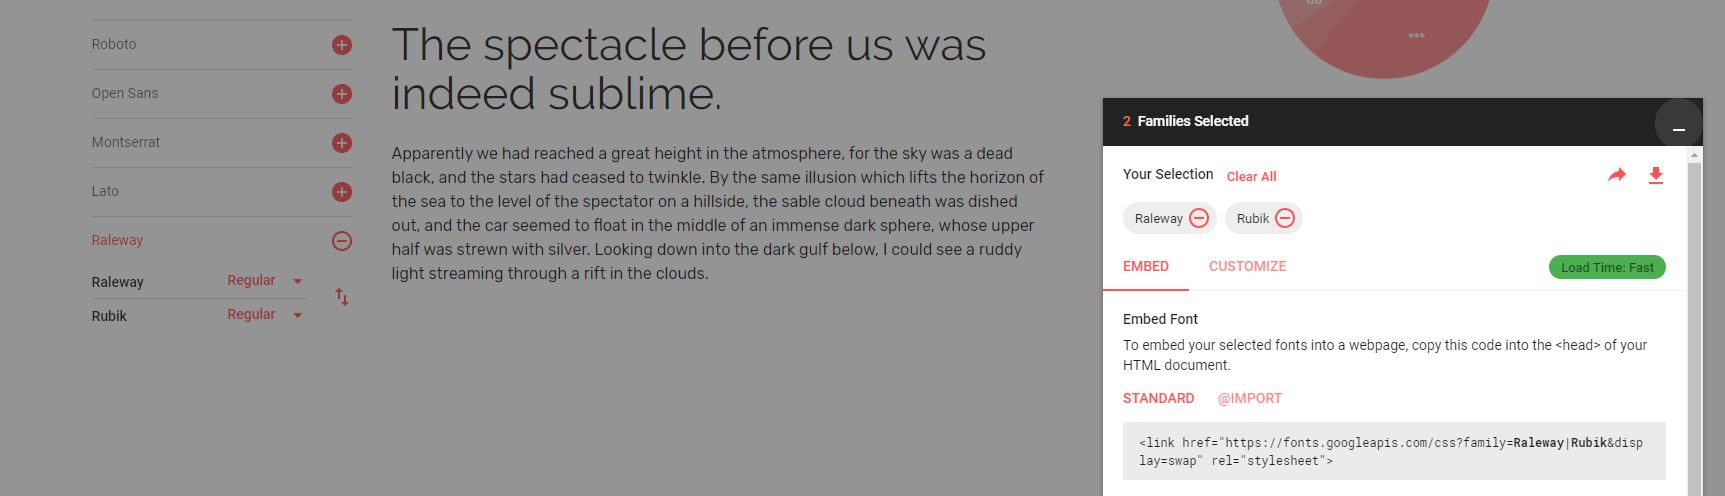 Roboto
Open Sans
Montserrat
Lato
Raleway
Raleway Regular
Rubik Regular
The spectacle before us was
indeed sublime.
Apparently we had reached a great height in the atmosphere, for the sky was a dead
black, and the stars had ceased to twinkle. By the same illusion which lifts the horizon of
the sea to the level of the spectator on a hillside, the sable cloud beneath was dished
out, and the car seemed to float in the middle of an immense dark sphere, whose upper
half was strewn with silver. Looking down into the dark gulf below, I could see a ruddy
light streaming through a rift in the clouds.
GB
***
2 Families Selected
Your Selection Clear All
Raleway Rubik
EMBED CUSTOMIZE Load Time: Fast
Embed Font
To embed your selected fonts into a webpage, copy this code into the <head> of your
HTML document.
STANDARD @IMPORT
<link href="https://fonts.googleapis.com/css?family=Raleway|Rubik&disp
lay=swap" rel="stylesheet">